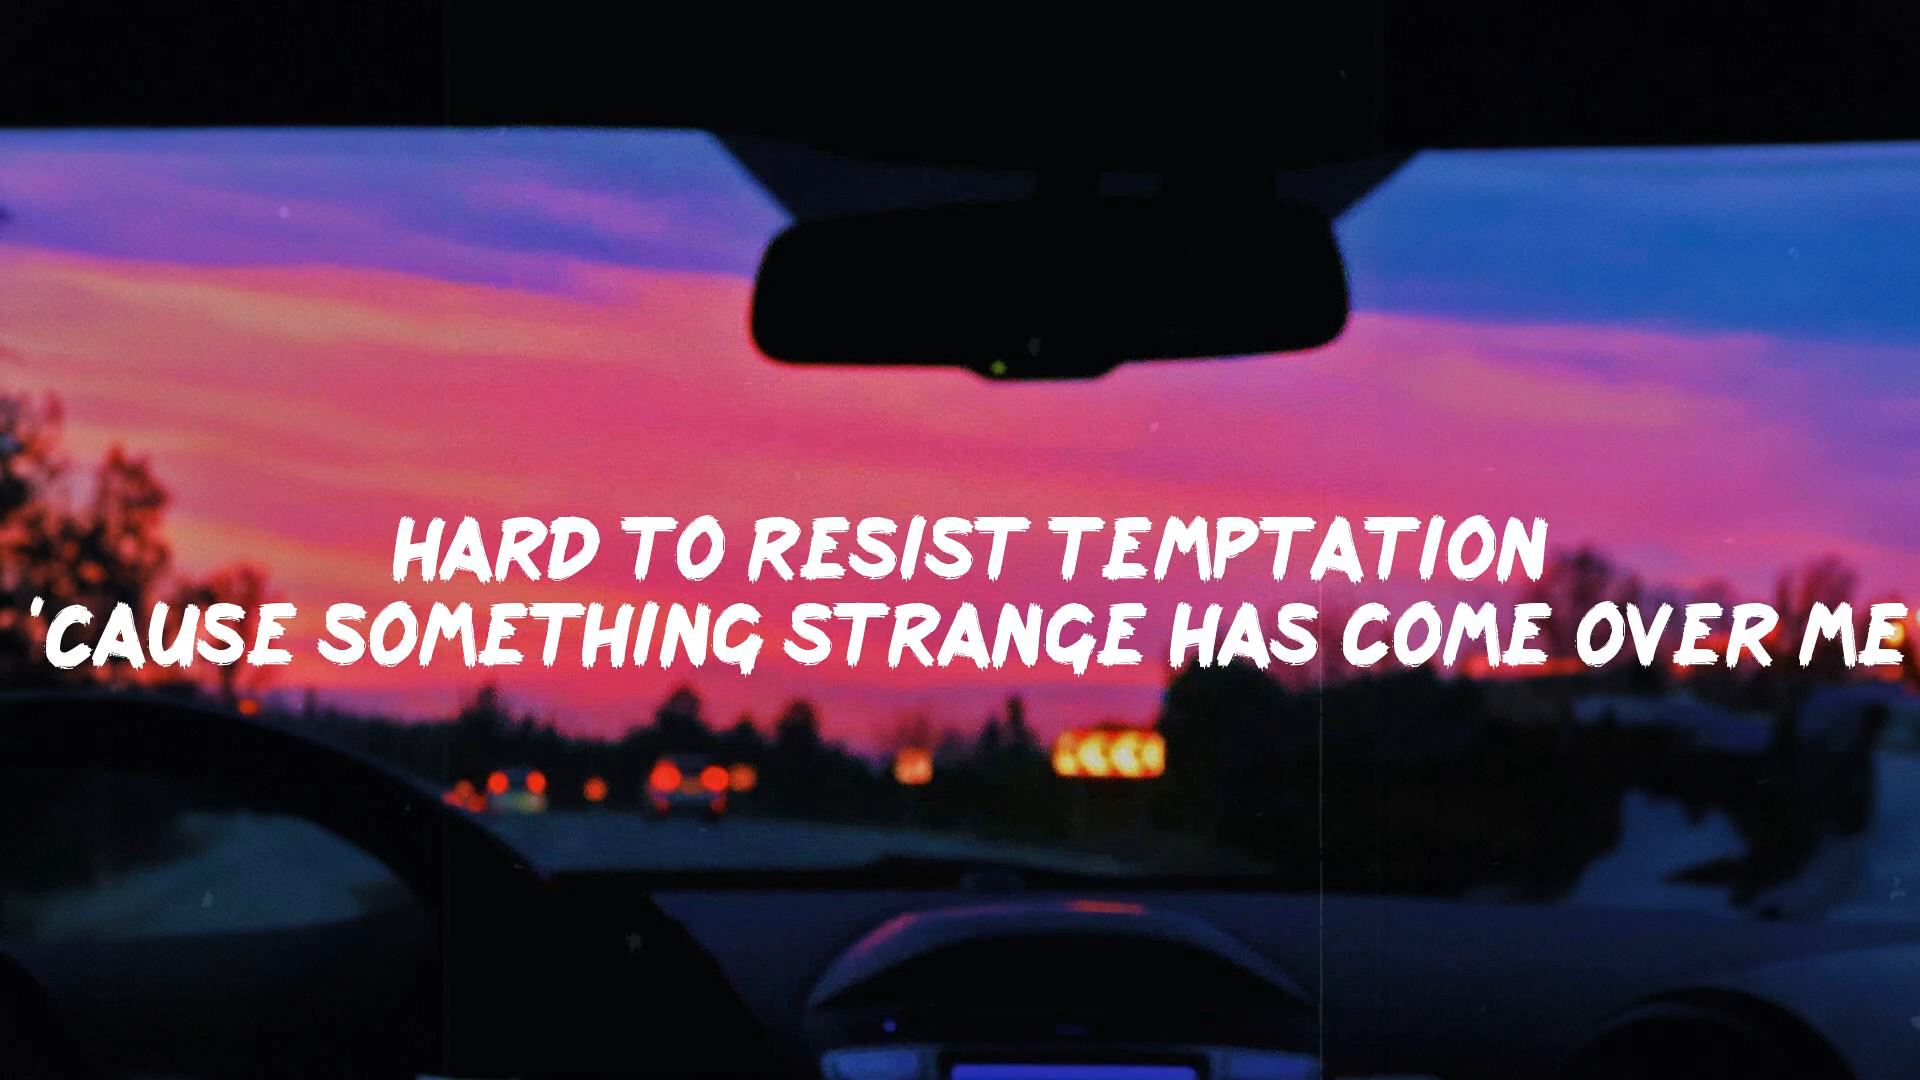 HARD TO RESIST TEMPTATION
'CAUSE SOMETHING STRANGE HAS COME OVER ME